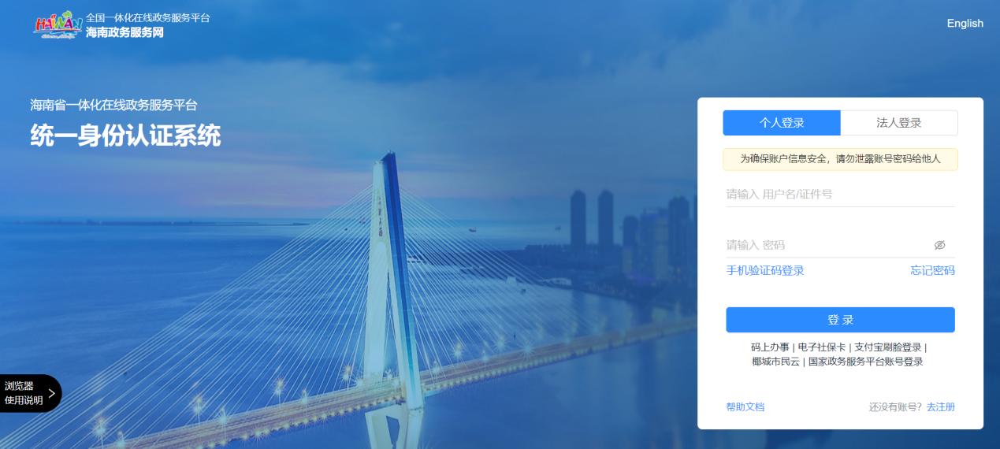 HAINAN
全国一体化在线政务服务平台
海南政务服务网
English
海南省一体化在线政务服务平台
统一身份认证系统
个人登录
法人登录
为确保账户信息安全，请勿泄露账号密码给他人
请输入 用户名/证件号
请输入 密码
手机验证码登录
忘记密码
登 录
码上办事 | 电子社保卡 | 支付宝刷脸登录 |
椰城市民云 | 国家政务服务平台账号登录
浏览器
使用说明
帮助文档
还没有账号? 去注册